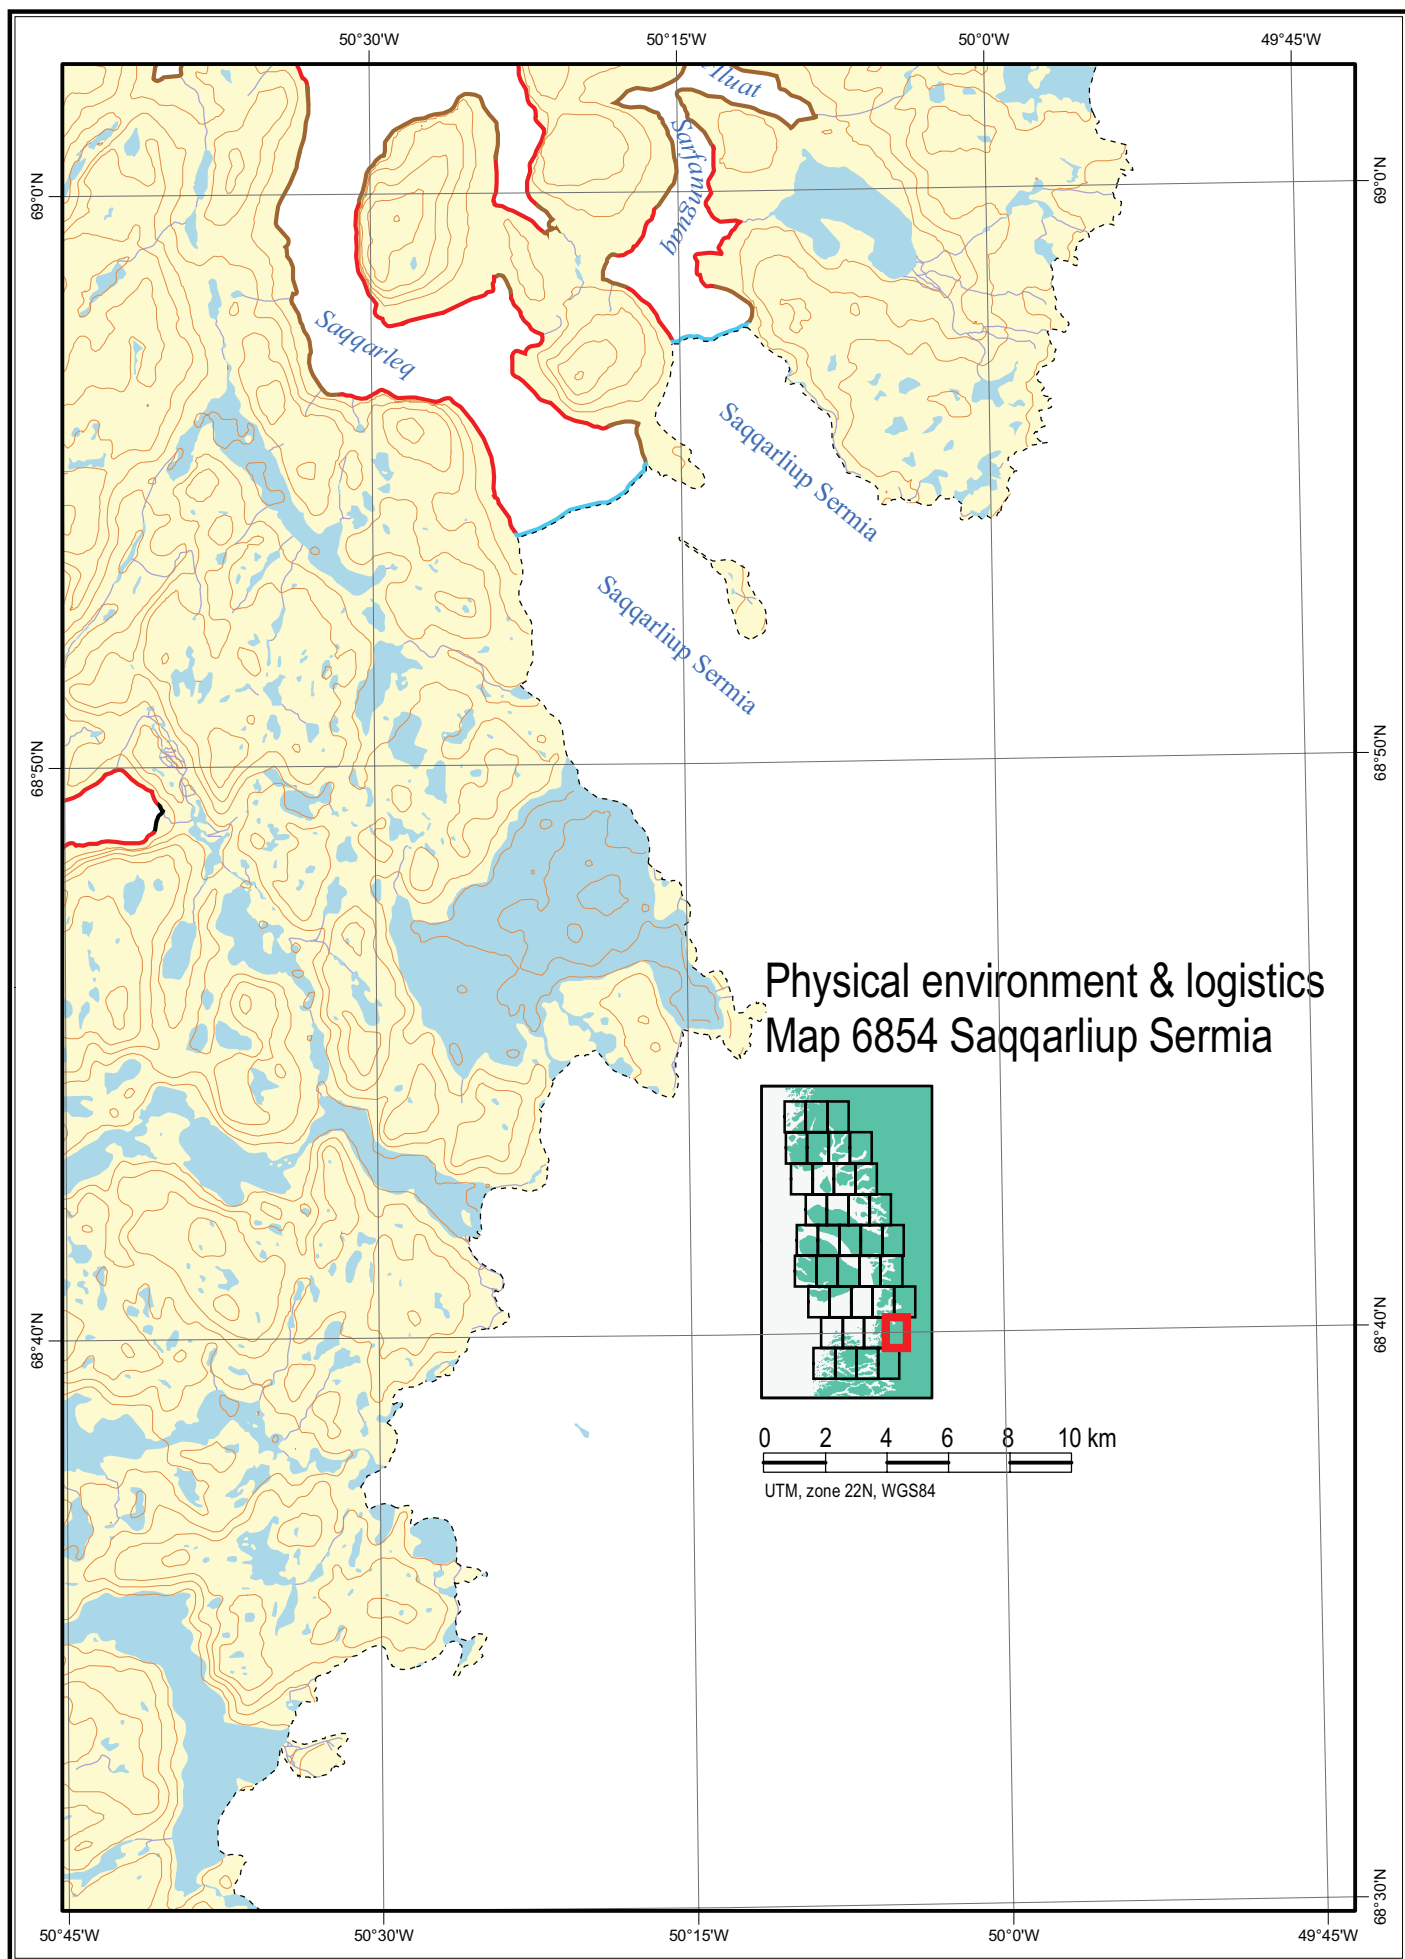 50°30'W 50°15'W 50°0'W 49°45'W
Sarfannguaq
69°0'N 69°0'N
Saqqarleq
Saqqarliup Sermia
Saqqarliup Sermia
68°50'N 68°50'N
Physical environment & logistics
Map 6854 Saqqarliup Sermia
68°40'N 68°40'N
0 2 4 6 8 10 km
UTM, zone 22N, WGS84
68°30'N
50°45'W 50°30'W 50°15'W 50°0'W 49°45'W